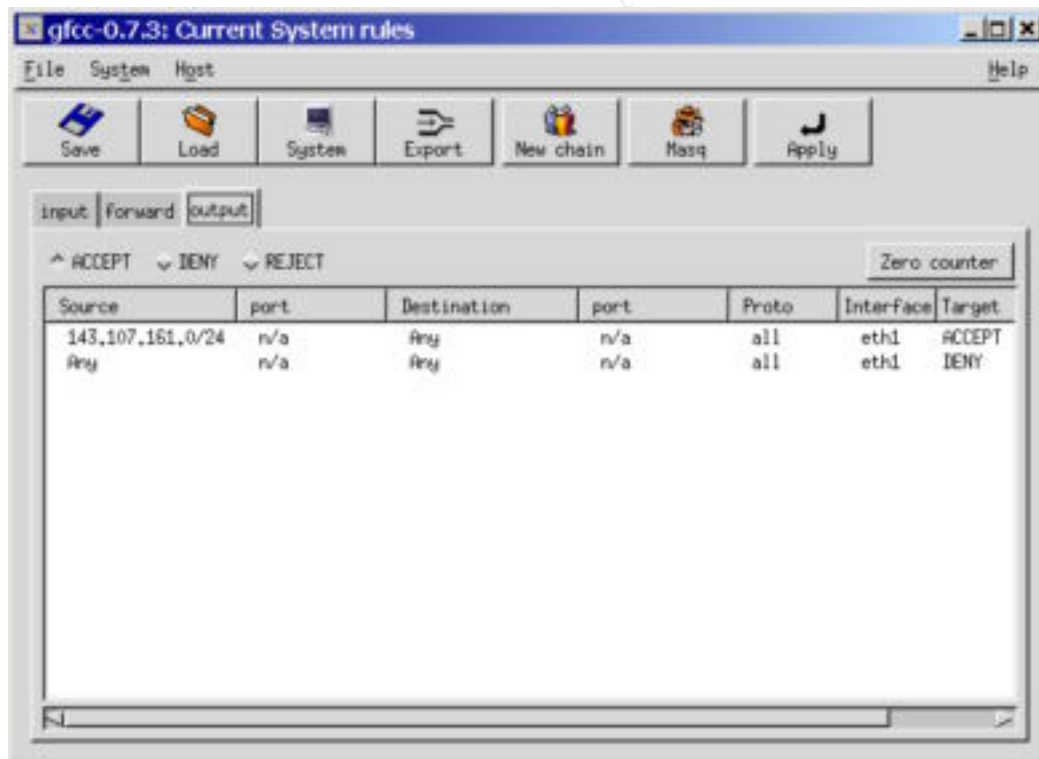 gfcc-0.7.3: Current System rules
File System Host Help
Save Load System Export New chain Masq Apply
input forward output
ACCEPT DENY REJECT Zero counter
Source port Destination port Proto Interface Target
143.107.161.0/24 n/a Any n/a all eth1 ACCEPT
Any n/a Any n/a all eth1 DENY